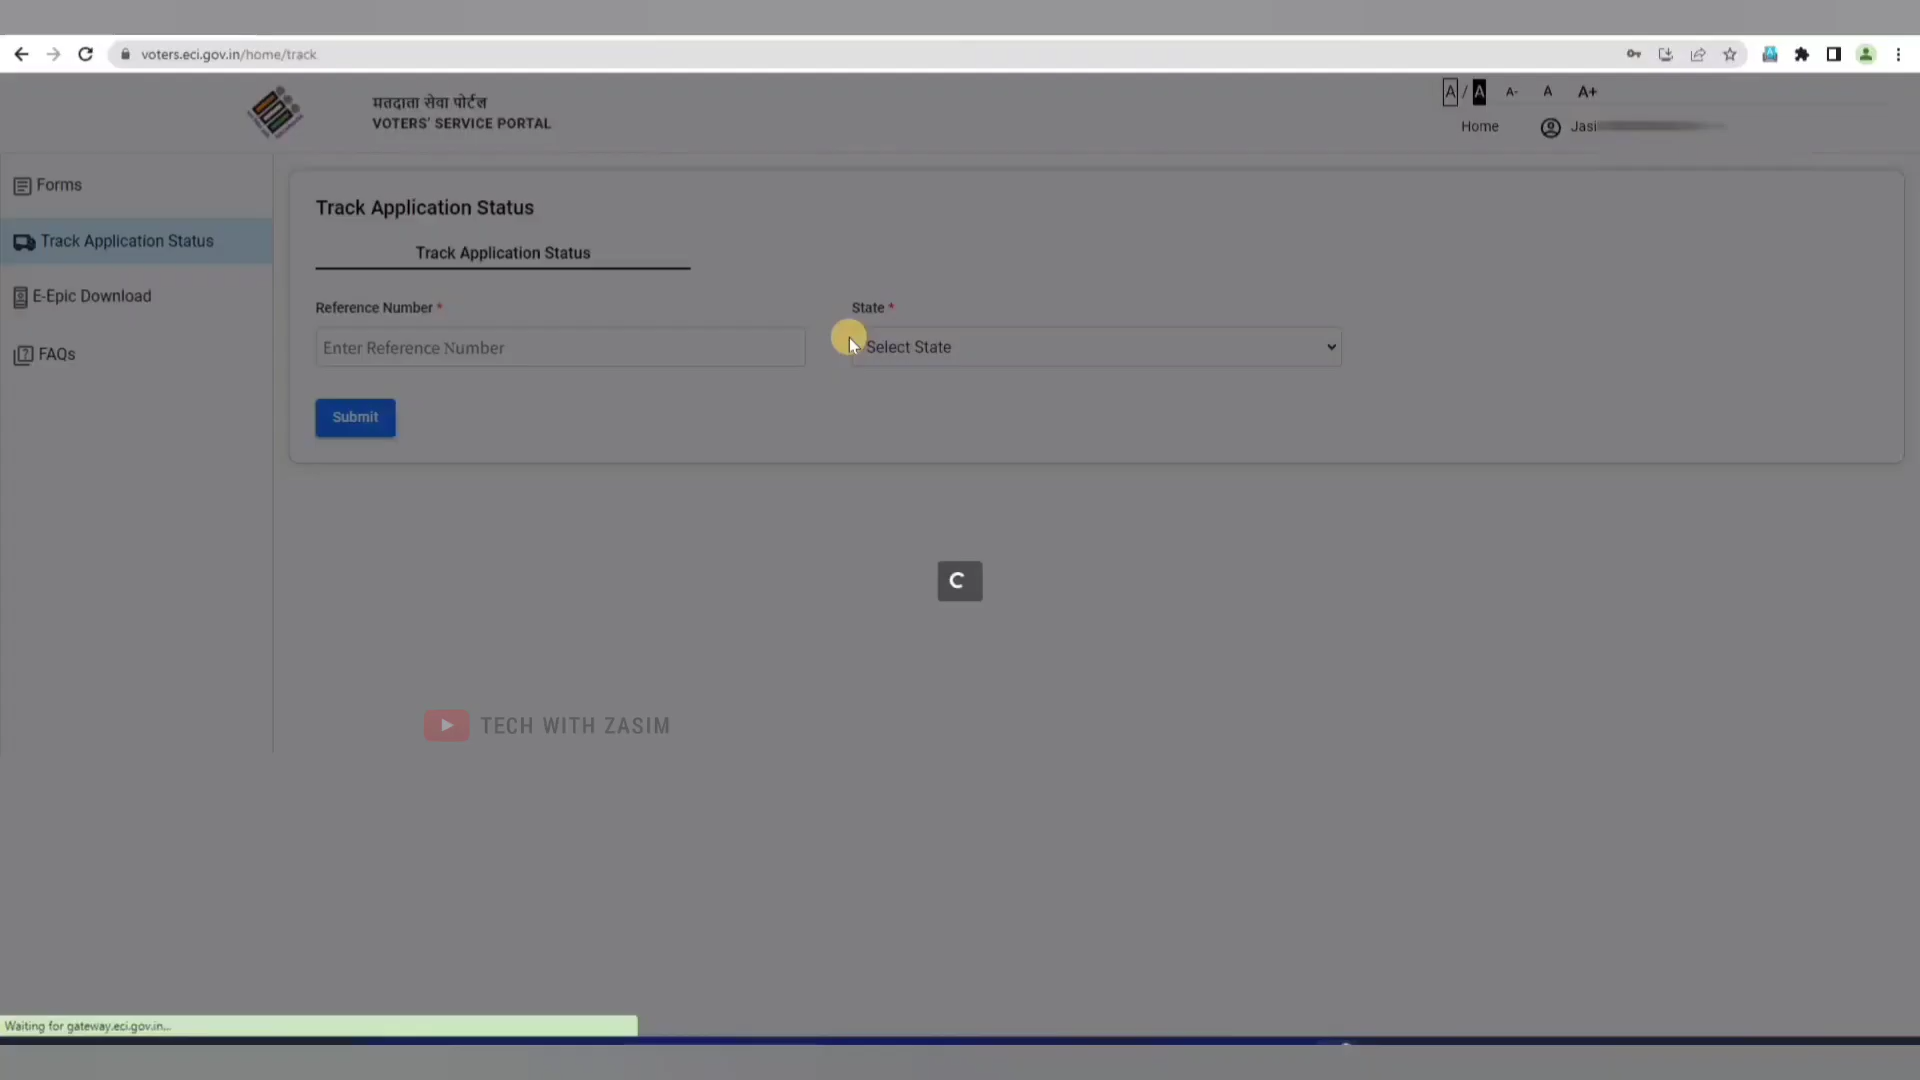 voters.eci.gov.in/home/track
मतदाता सेवा पोर्टल
VOTERS' SERVICE PORTAL
A / A A- A A+
Home Jasi
Forms
Track Application Status
E-Epic Download
FAQs
Track Application Status
Track Application Status
Reference Number *
State *
Enter Reference Number
Select State
Submit
TECH WITH ZASIM
Waiting for gateway.eci.gov.in...